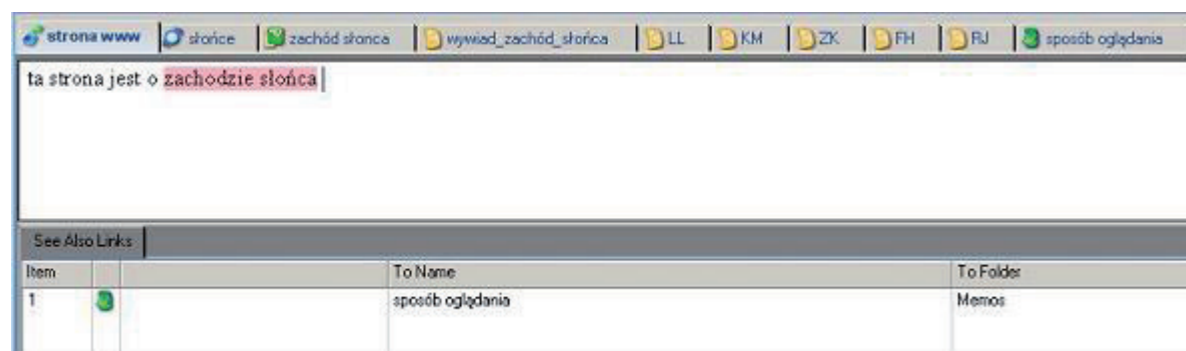 strona www słońce zachód słonca wywiad_zachód_słońca LL KM ZK FH RJ sposób oglądania
ta strona jest o zachodzie słońca
See Also Links
Item To Name To Folder
1 sposób oglądania Memos